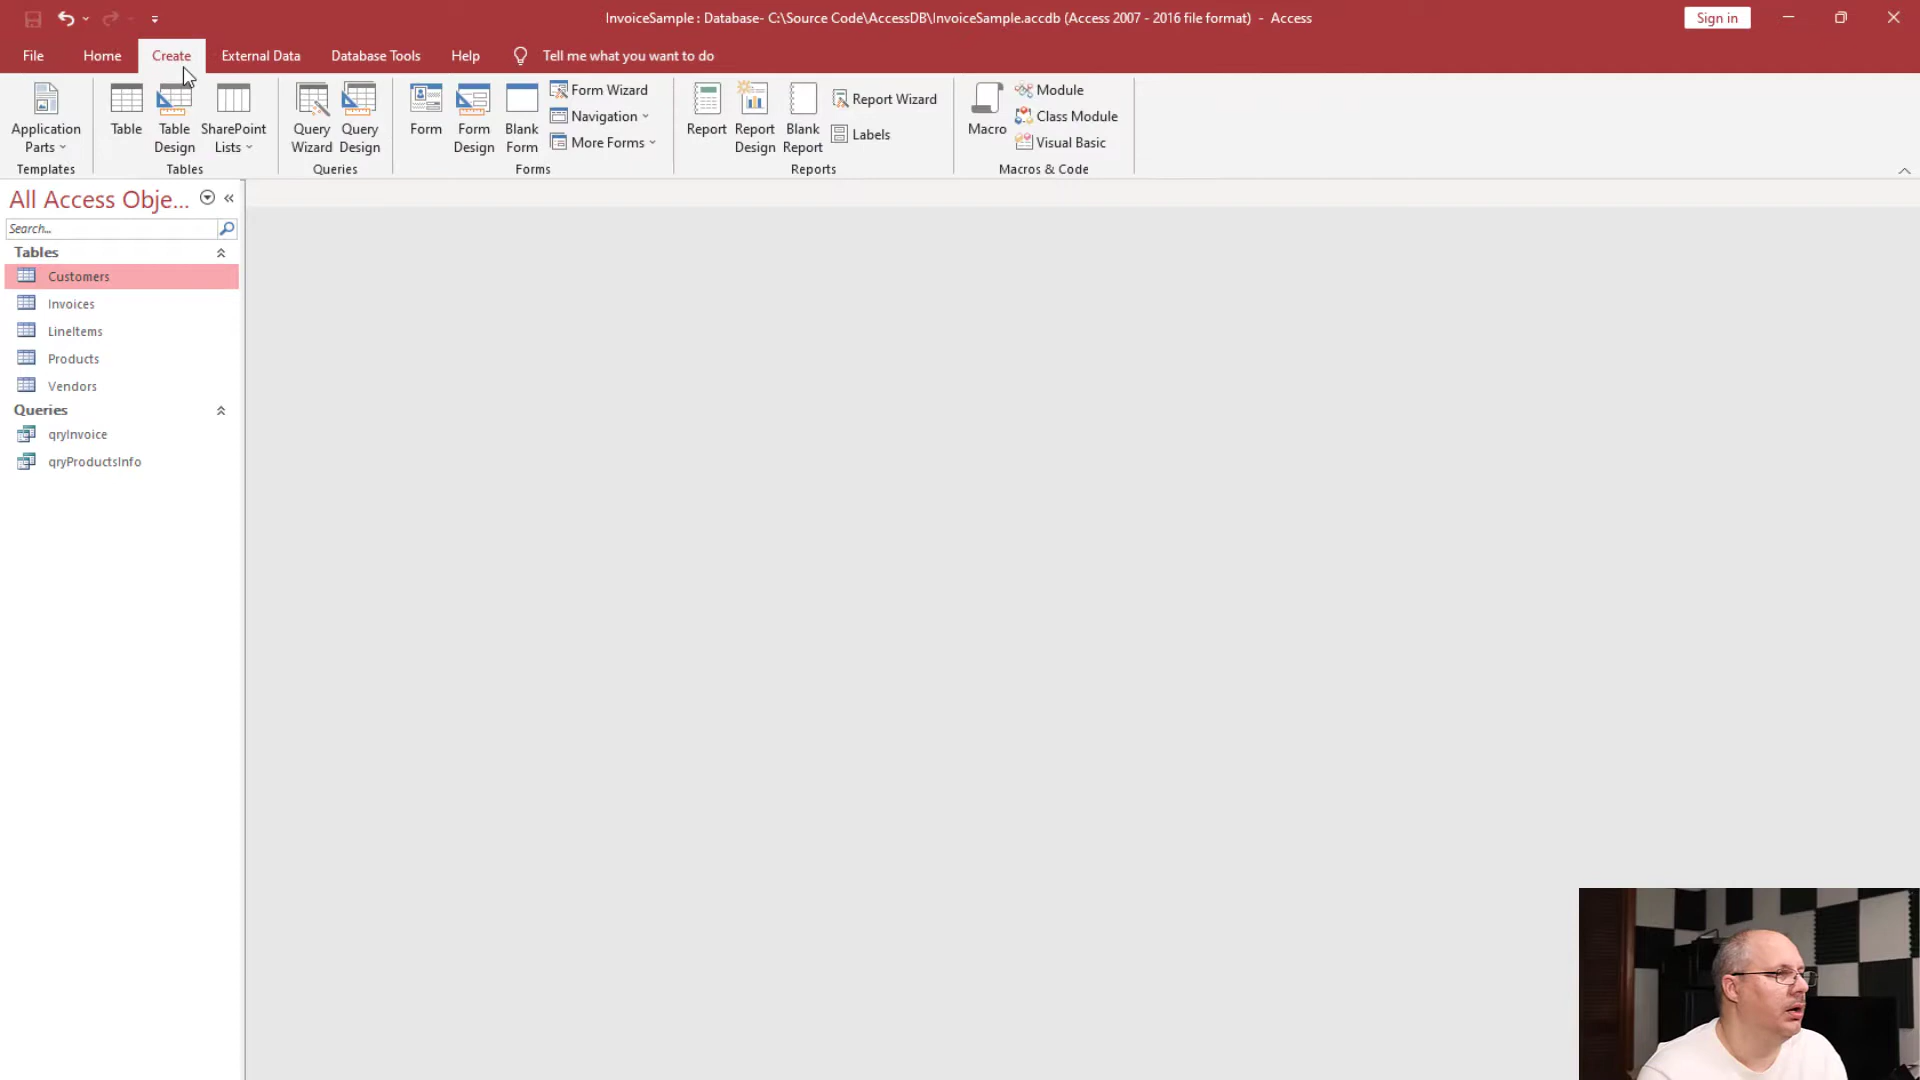 InvoiceSample : Database- C:\Source Code\AccessDB\InvoiceSample.accdb (Access 2007 - 2016 file format)  -  Access
Sign in
File
Home
Create
External Data
Database Tools
Help
Tell me what you want to do
Application Parts
Templates
Table
Table Design
SharePoint Lists
Tables
Query Wizard
Query Design
Queries
Form
Form Design
Blank Form
Form Wizard
Navigation
More Forms
Forms
Report
Report Design
Blank Report
Report Wizard
Labels
Reports
Macro
Module
Class Module
Visual Basic
Macros & Code
All Access Obje...
Search...
Tables
Customers
Invoices
LineItems
Products
Vendors
Queries
qryInvoice
qryProductsInfo